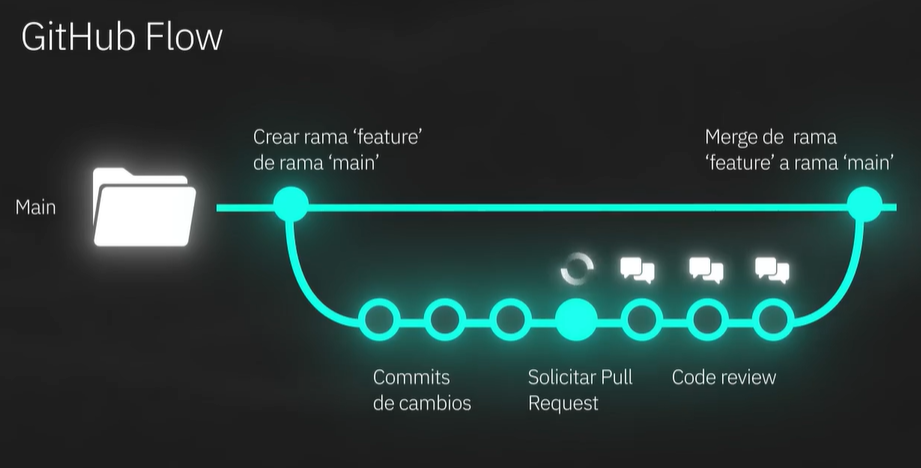 GitHub Flow
Crear rama ‘feature’
de rama ‘main’
Merge de rama
‘feature’ a rama ‘main’
Main
Commits
de cambios
Solicitar Pull
Request
Code review